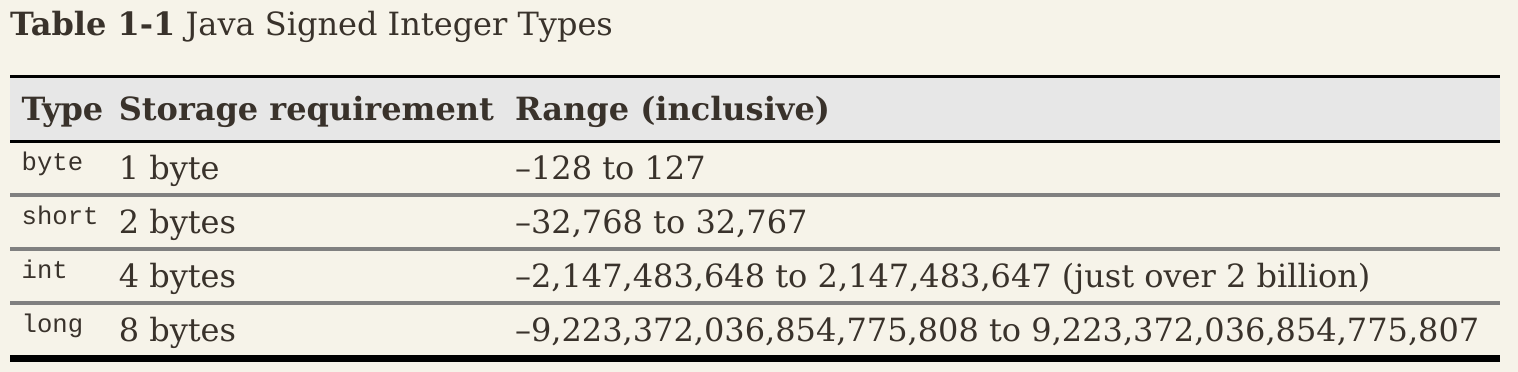 Table 1-1 Java Signed Integer Types
Type Storage requirement Range (inclusive)
byte 1 byte –128 to 127
short 2 bytes –32,768 to 32,767
int 4 bytes –2,147,483,648 to 2,147,483,647 (just over 2 billion)
long 8 bytes –9,223,372,036,854,775,808 to 9,223,372,036,854,775,807